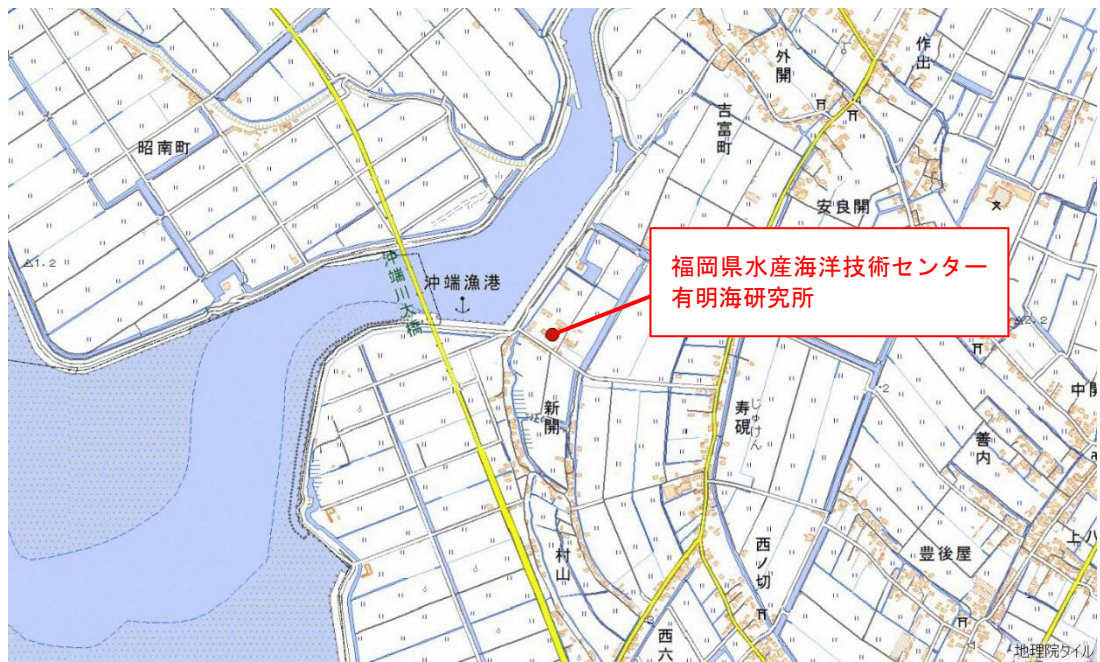 外開
作出
吉富町
昭南町
安良開
福岡県水産海洋技術センター
有明海研究所
1.2
沖端漁港
沖端川大橋
2.2
中開
2
新開
寿硯
じゅけん
善内
上八
豊後屋
村山
西ノ切
3
西六
1
地理院タイル